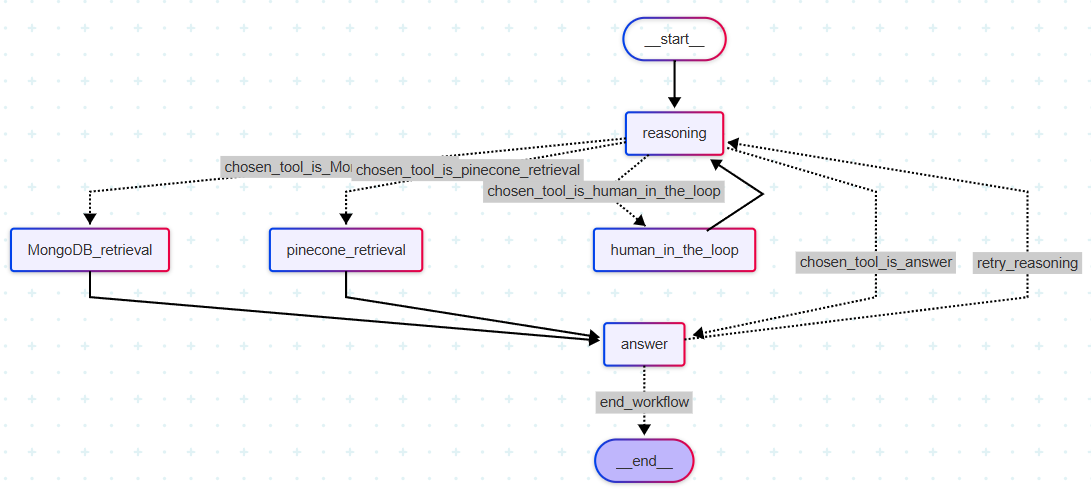 __start__
reasoning
chosen_tool_is_Mo
chosen_tool_is_pinecone_retrieval
chosen_tool_is_human_in_the_loop
MongoDB_retrieval
pinecone_retrieval
human_in_the_loop
chosen_tool_is_answer
retry_reasoning
answer
end_workflow
__end__